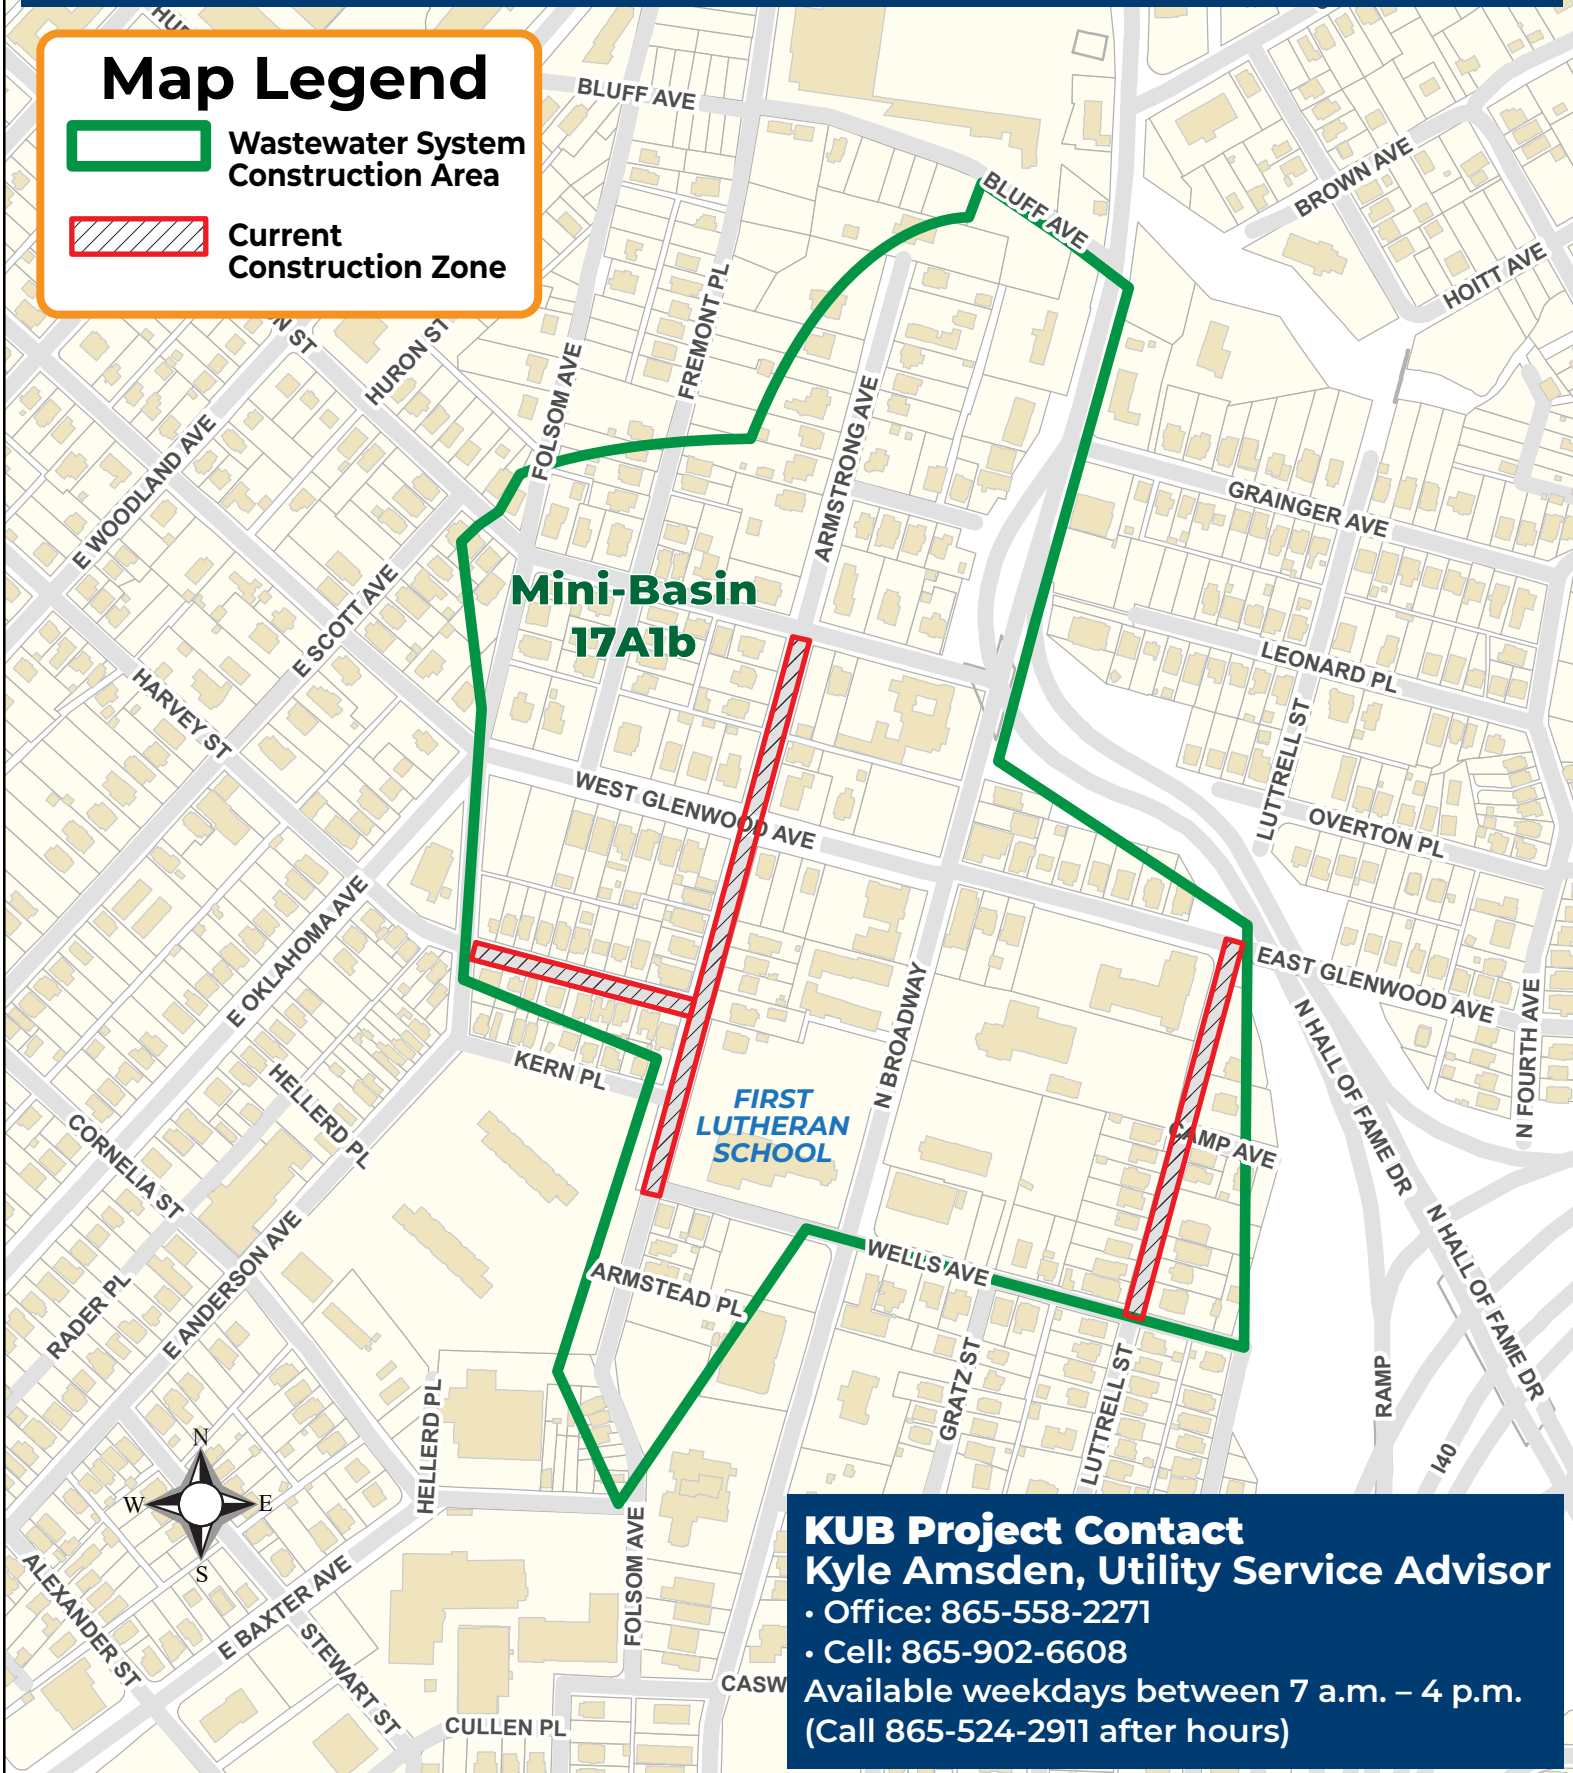 Map Legend
Wastewater System
Construction Area
Current
Construction Zone
BLUFF AVE
BLUFF AVE
BROWN AVE
HOITT AVE
HURON ST
FREMONT PL
FOLSOM AVE
ARMSTRONG AVE
E WOODLAND AVE
GRAINGER AVE
E SCOTT AVE
Mini-Basin
17A1b
LEONARD PL
HARVEY ST
LUTTRELL ST
WEST GLENWOOD AVE
OVERTON PL
E OKLAHOMA AVE
EAST GLENWOOD AVE
N BROADWAY
N FOURTH AVE
N HALL OF FAME DR
KERN PL
HELLERD PL
FIRST
LUTHERAN
SCHOOL
CAMP AVE
CORNELIA ST
E ANDERSON AVE
RADER PL
WELLS AVE
ARMSTEAD PL
N HALL OF FAME DR
GRATZ ST
LUTTRELL ST
RAMP
I40
HELLERD PL
N
W
E
S
FOLSOM AVE
ALEXANDER ST
E BAXTER AVE
STEWART ST
CASW
CULLEN PL
KUB Project Contact
Kyle Amsden, Utility Service Advisor
• Office: 865-558-2271
• Cell: 865-902-6608
Available weekdays between 7 a.m. – 4 p.m.
(Call 865-524-2911 after hours)